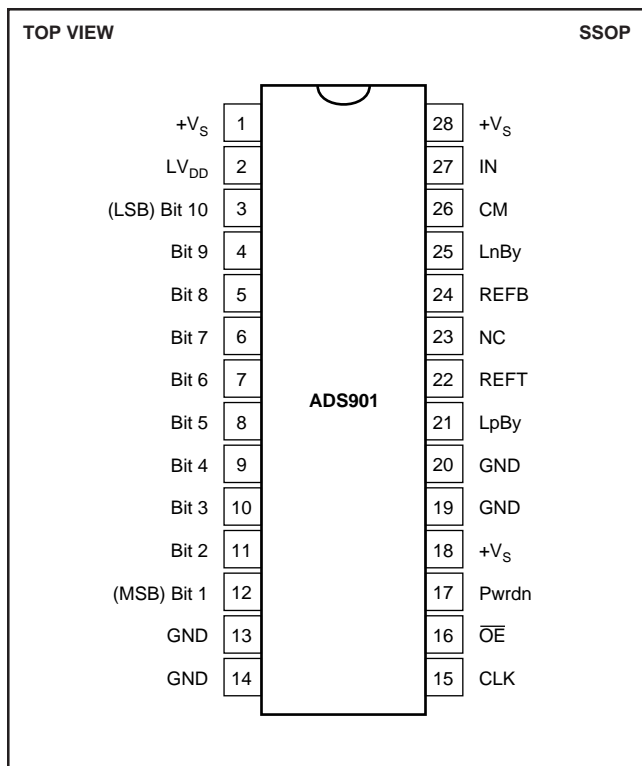 TOP VIEW SSOP
+VS 1 28 +VS
LVDD 2 27 IN
(LSB) Bit 10 3 26 CM
Bit 9 4 25 LnBy
Bit 8 5 24 REFB
Bit 7 6 23 NC
Bit 6 7 22 REFT
ADS901
Bit 5 8 21 LpBy
Bit 4 9 20 GND
Bit 3 10 19 GND
Bit 2 11 18 +VS
(MSB) Bit 1 12 17 Pwrdn
GND 13 16 O̅E̅
GND 14 15 CLK